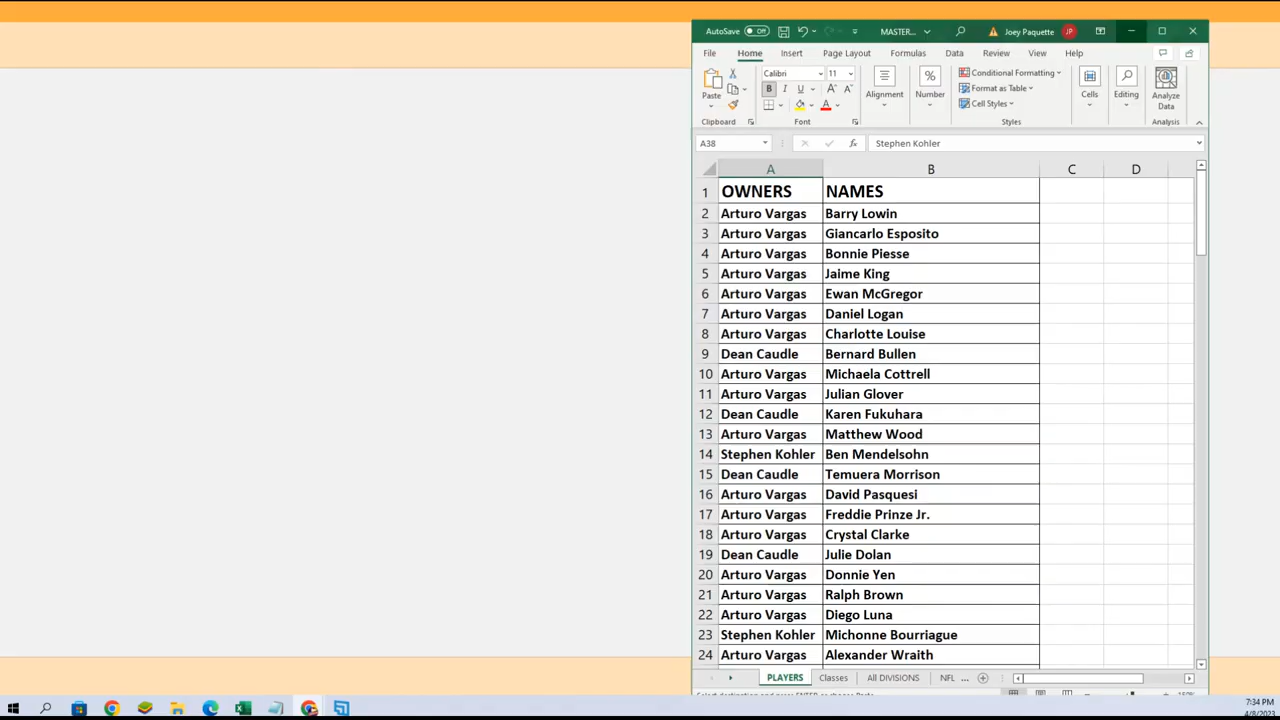 AutoSave Off MASTER... Joey Paquette JP
File Home Insert Page Layout Formulas Data Review View Help
Calibri 11 Conditional Formatting
Format as Table
Paste B I U Alignment Number Cell Styles Cells Editing Analyze Data
Clipboard Font Styles Analysis
A38 fx Stephen Kohler
A B C D
1 OWNERS NAMES
2 Arturo Vargas Barry Lowin
3 Arturo Vargas Giancarlo Esposito
4 Arturo Vargas Bonnie Piesse
5 Arturo Vargas Jaime King
6 Arturo Vargas Ewan McGregor
7 Arturo Vargas Daniel Logan
8 Arturo Vargas Charlotte Louise
9 Dean Caudle Bernard Bullen
10 Arturo Vargas Michaela Cottrell
11 Arturo Vargas Julian Glover
12 Dean Caudle Karen Fukuhara
13 Arturo Vargas Matthew Wood
14 Stephen Kohler Ben Mendelsohn
15 Dean Caudle Temuera Morrison
16 Arturo Vargas David Pasquesi
17 Arturo Vargas Freddie Prinze Jr.
18 Arturo Vargas Crystal Clarke
19 Dean Caudle Julie Dolan
20 Arturo Vargas Donnie Yen
21 Arturo Vargas Ralph Brown
22 Arturo Vargas Diego Luna
23 Stephen Kohler Michonne Bourriague
24 Arturo Vargas Alexander Wraith
PLAYERS Classes All DIVISIONS NFL ...
7:34 PM
4/8/2023